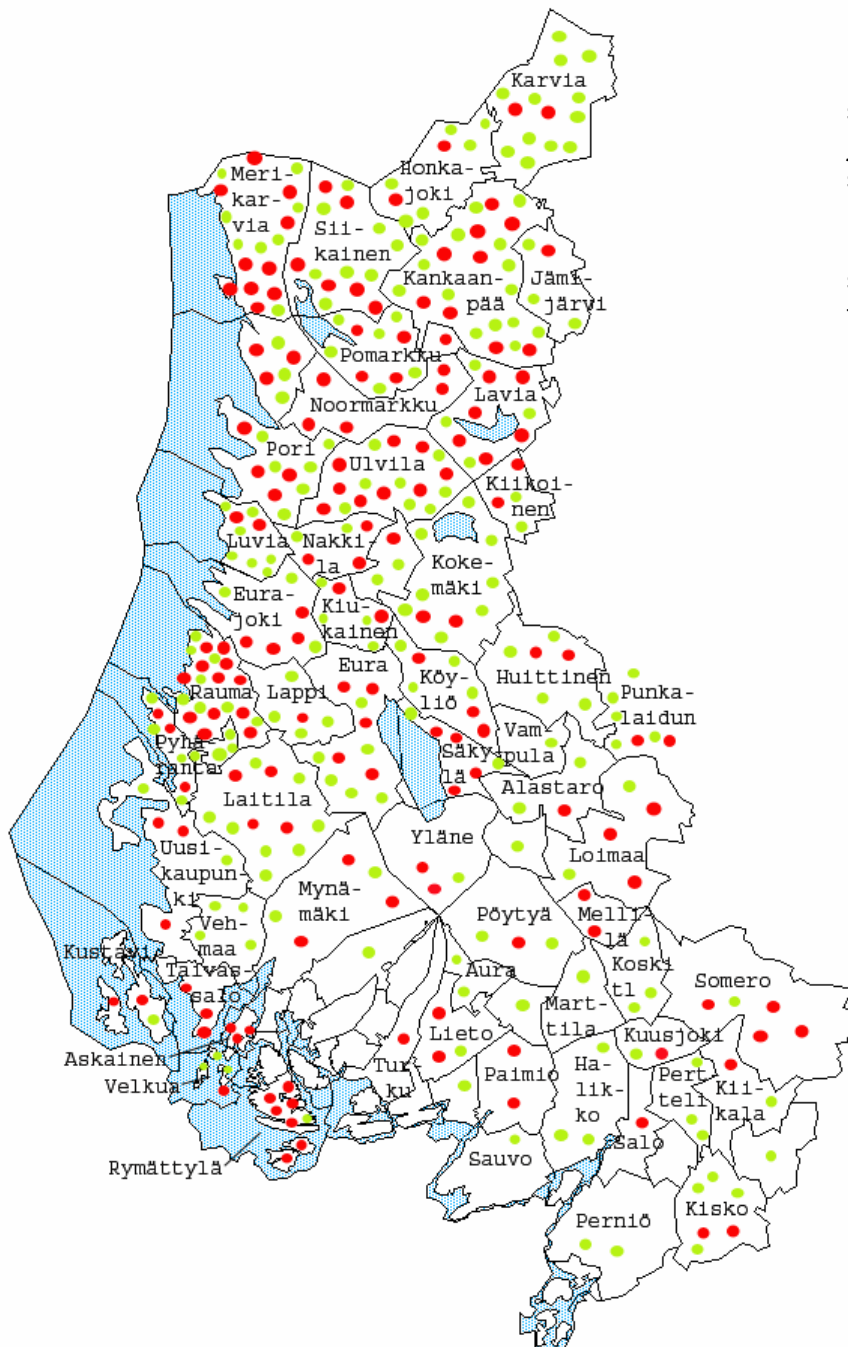 Karvia
Meri-
kar-
via
Honka-
joki
Sii-
kainen
Kankaan-
pää
Jämi-
järvi
Pomarkku
Noormarkku
Lavia
Pori
Ulvila
Kiikoi-
nen
Luvia
Nakki-
la
Koke-
mäki
Eura-
joki
Kiu-
kainen
Eura
Köy-
liö
Huittinen
Rauma
Lappi
Punka-
laidun
Pyhä-
ranta
Säky-
lä
Vam-
pula
Laitila
Alastaro
Yläne
Loimaa
Uusi-
kaupun-
ki
Mynä-
mäki
Pöytyä
Melli-
lä
Veh-
maa
Kustavi
Taivas-
salo
Aura
Koski
tl
Somero
Mart-
tila
Lieto
Kuusjoki
Askainen
Velkua
Tur-
ku
Paimio
Ha-
lik-
ko
Pert-
teli
Kii-
kala
Salo
Rymättylä
Sauvo
Perniö
Kisko